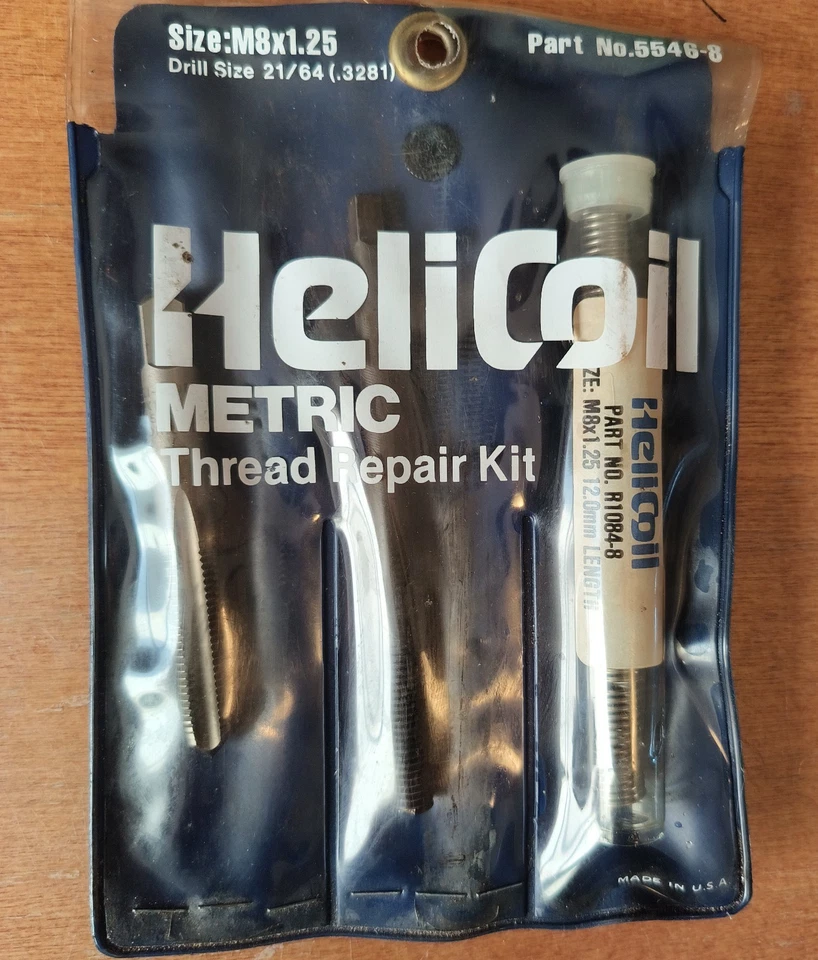 Size:M8x1.25
Drill Size 21/64 (.3281)
Part No.5546-8
HeliCoil
METRIC
Thread Repair Kit
HeliCoil
PART NO. R1084-8
ZE: M8x1.25 12.0mm LENGTH
MADE IN U.S.A.